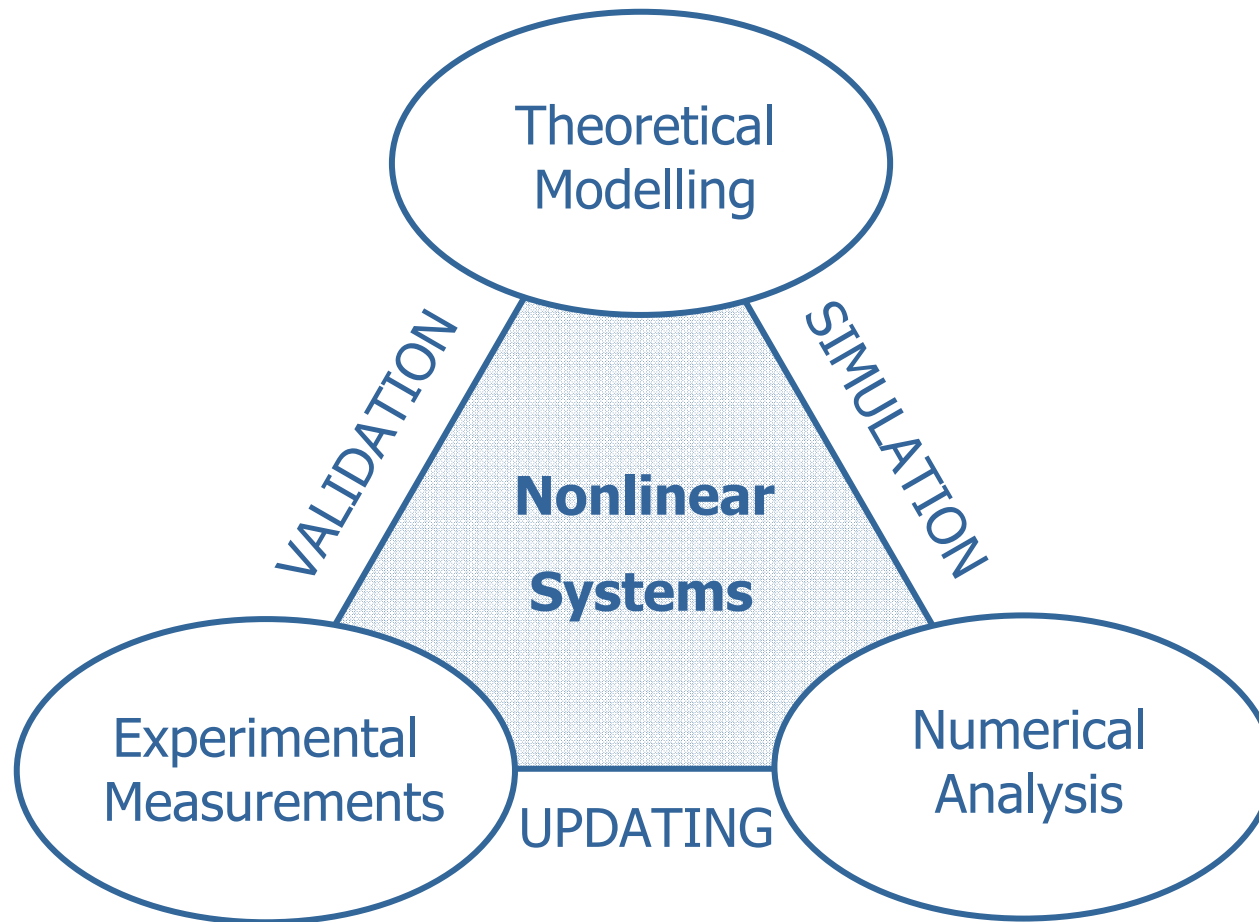 Theoretical
Modelling
VALIDATION
SIMULATION
Nonlinear
Systems
Experimental
Measurements
Numerical
Analysis
UPDATING